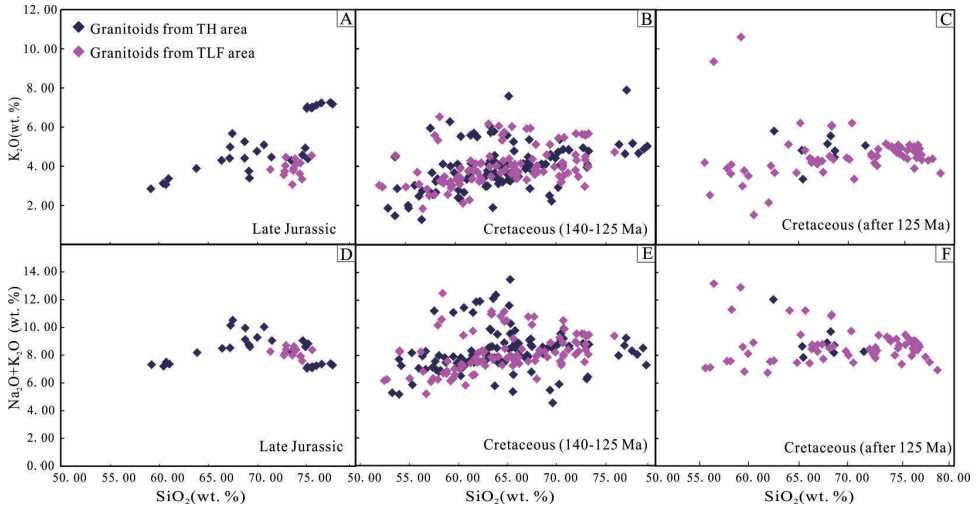 A
B
C
Granitoids from TH area
Granitoids from TLF area
12. 00
10. 00
8. 00
6. 00
4. 00
2. 00
K₂O(wt. %)
Late Jurassic
Cretaceous (140-125 Ma)
Cretaceous (after 125 Ma)
D
E
F
14. 00
12. 00
10. 00
8. 00
6. 00
4. 00
2. 00
0. 00
Na₂O+K₂O (wt. %)
Late Jurassic
Cretaceous (140-125 Ma)
Cretaceous (after 125 Ma)
50. 00 55. 00 60. 00 65. 00 70. 00 75. 00 50. 00 60. 00 70. 00 80. 00 50. 00 55. 00 60. 00 65. 00 70. 00 75. 00 80. 00
SiO₂(wt. %) SiO₂(wt. %) SiO₂(wt. %)